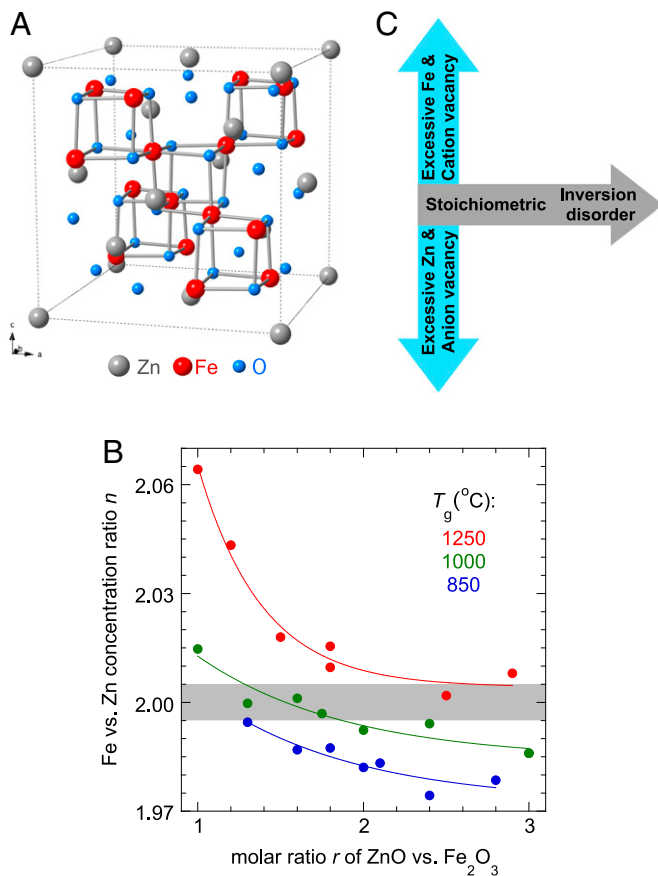 A
C
Excessive Fe &
Cation vacancy
Stoichiometric
Inversion
disorder
Excessive Zn &
Anion vacancy
c
b
a
Zn Fe O
B
Fe vs. Zn concentration ratio n
2.06
2.03
2.00
1.97
T_g(°C):
1250
1000
850
1 2 3
molar ratio r of ZnO vs. Fe₂O₃